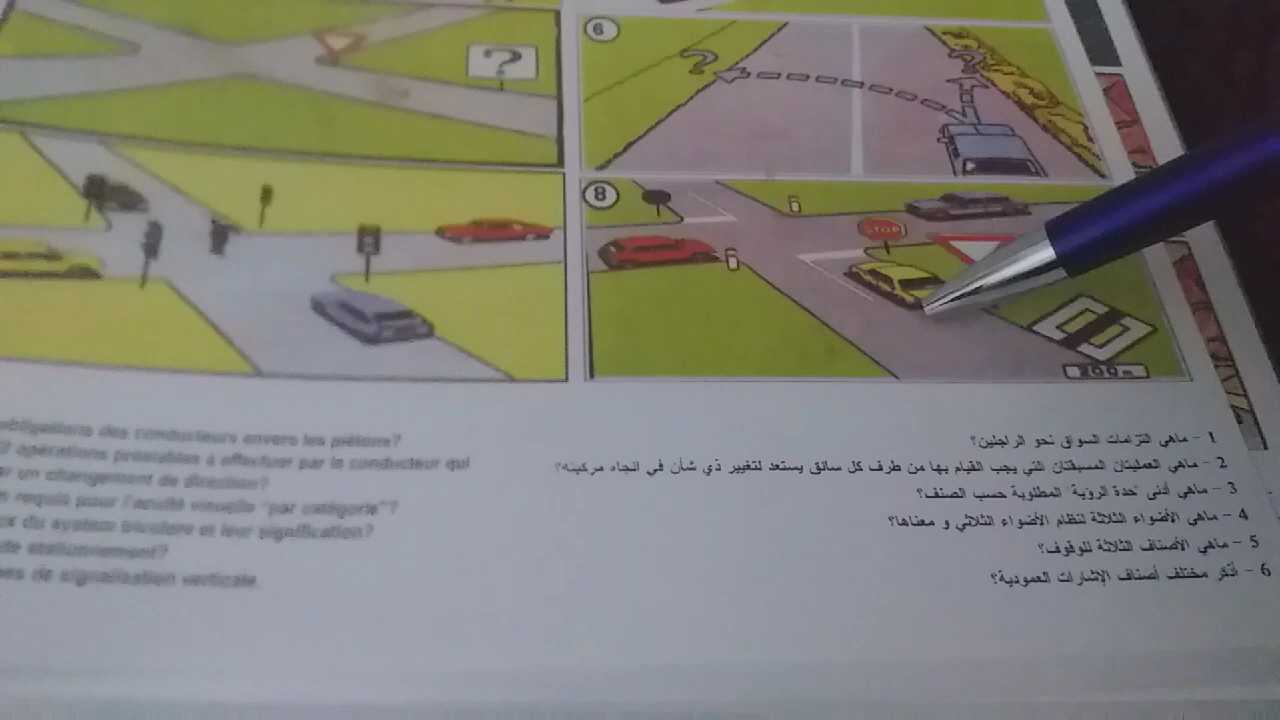 ?
6
?
?
8
STOP
200 m
obligations des conducteurs envers les piétons?
opérations préalables à effectuer par le conducteur qui
un changement de direction?
requis pour l'acuité visuelle "par catégorie"?
du system tricolore et leur signification?
de stationnement?
de signalisation verticale.
1 - ماهي التزامات السواق نحو الراجلين؟
2 - ماهي العمليتان المسبقتان التي يجب القيام بها من طرف كل سائق يستعد لتغيير ذي شأن في اتجاه مركبته؟
3 - ماهي أدنى "حدة الرؤية" المطلوبة حسب الصنف؟
4 - ماهي الأضواء الثلاثة لنظام الأضواء الثلاثي و معناها؟
5 - ماهي الأصناف الثلاثة للوقوف؟
6 - أذكر مختلف أصناف الإشارات العمودية؟